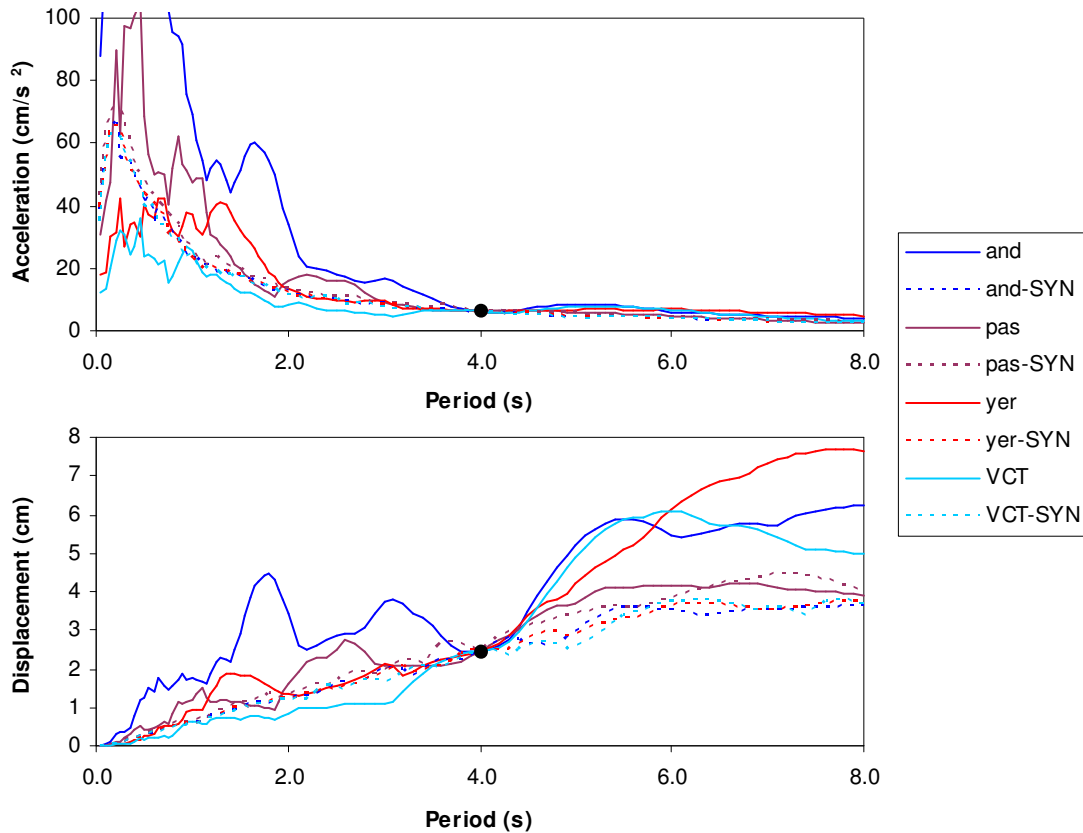 100
80
60
40
20
0
Acceleration (cm/s ²)
0.0 2.0 4.0 6.0 8.0
Period (s)
8
7
6
5
4
3
2
1
0
Displacement (cm)
0.0 2.0 4.0 6.0 8.0
Period (s)
and
and-SYN
pas
pas-SYN
yer
yer-SYN
VCT
VCT-SYN